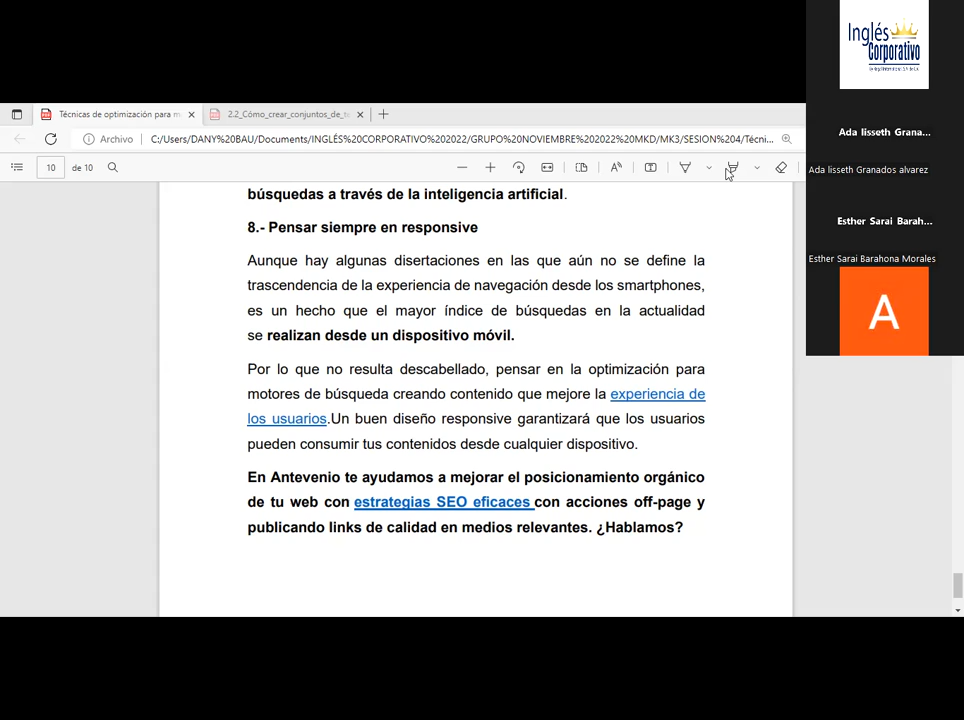 Técnicas de optimización para m
2.2_Cómo_crear_conjuntos_de_t
Archivo
C:/Users/DANY%20BAU/Documents/INGLÉS%20CORPORATIVO%202022/GRUPO%20NOVIEMBRE%202022%20MKD/MK3/SESION%204/Técni...
10 de 10
búsquedas a través de la inteligencia artificial.
8.- Pensar siempre en responsive
Aunque hay algunas disertaciones en las que aún no se define la
trascendencia de la experiencia de navegación desde los smartphones,
es un hecho que el mayor índice de búsquedas en la actualidad
se realizan desde un dispositivo móvil.
Por lo que no resulta descabellado, pensar en la optimización para
motores de búsqueda creando contenido que mejore la experiencia de
los usuarios.Un buen diseño responsive garantizará que los usuarios
pueden consumir tus contenidos desde cualquier dispositivo.
En Antevenio te ayudamos a mejorar el posicionamiento orgánico
de tu web con estrategias SEO eficaces con acciones off-page y
publicando links de calidad en medios relevantes. ¿Hablamos?
Inglés
Corporativo
Ada lisseth Grana...
Ada lisseth Granados alvarez
Esther Sarai Barah...
Esther Sarai Barahona Morales
A